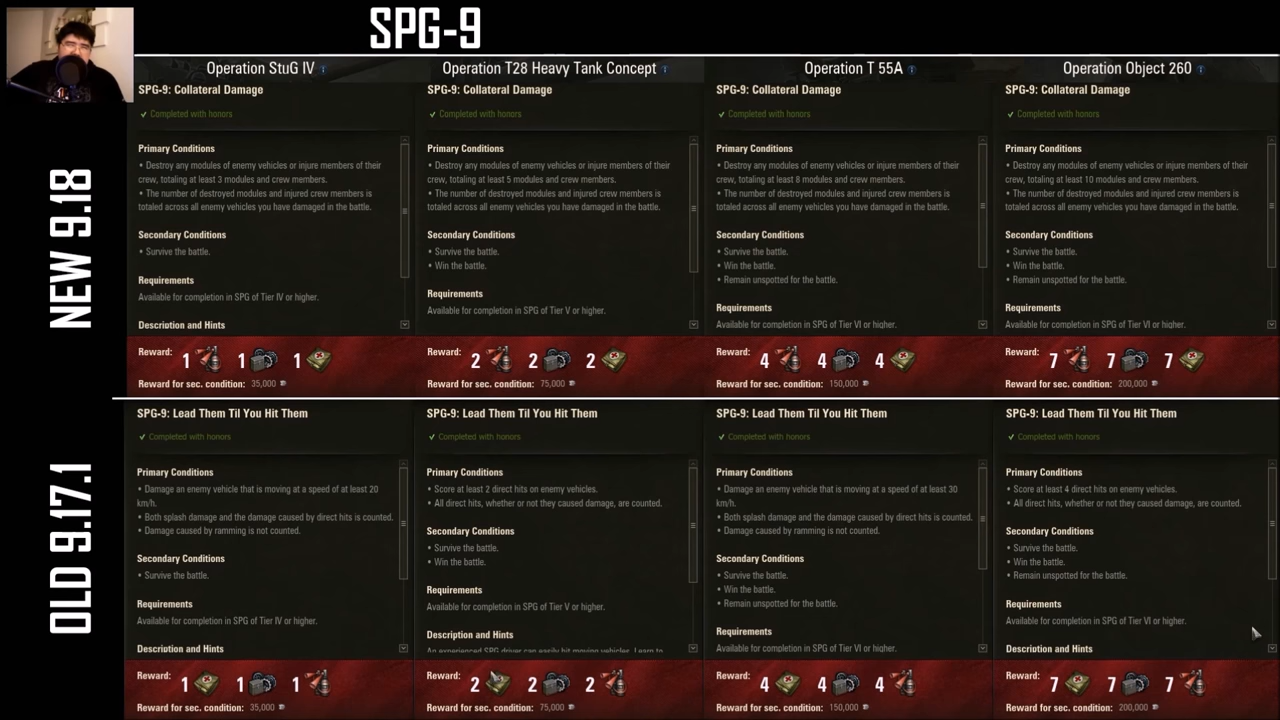 SPG-9
NEW 9.18
Operation StuG IV
SPG-9: Collateral Damage
Completed with honors
Primary Conditions
• Destroy any modules of enemy vehicles or injure members of their
crew, totaling at least 3 modules and crew members.
• The number of destroyed modules and injured crew members is
totaled across all enemy vehicles you have damaged in the battle.
Secondary Conditions
• Survive the battle.
Requirements
Available for completion in SPG of Tier IV or higher.
Description and Hints
Reward: 1 1 1
Reward for sec. condition: 35,000
Operation T28 Heavy Tank Concept
SPG-9: Collateral Damage
Completed with honors
Primary Conditions
• Destroy any modules of enemy vehicles or injure members of their
crew, totaling at least 5 modules and crew members.
• The number of destroyed modules and injured crew members is
totaled across all enemy vehicles you have damaged in the battle.
Secondary Conditions
• Survive the battle.
• Win the battle.
Requirements
Available for completion in SPG of Tier V or higher.
Reward: 2 2 2
Reward for sec. condition: 75,000
Operation T 55A
SPG-9: Collateral Damage
Completed with honors
Primary Conditions
• Destroy any modules of enemy vehicles or injure members of their
crew, totaling at least 8 modules and crew members.
• The number of destroyed modules and injured crew members is
totaled across all enemy vehicles you have damaged in the battle.
Secondary Conditions
• Survive the battle.
• Win the battle.
• Remain unspotted for the battle.
Requirements
Available for completion in SPG of Tier VI or higher.
Reward: 4 4 4
Reward for sec. condition: 150,000
Operation Object 260
SPG-9: Collateral Damage
Completed with honors
Primary Conditions
• Destroy any modules of enemy vehicles or injure members of their
crew, totaling at least 10 modules and crew members.
• The number of destroyed modules and injured crew members is
totaled across all enemy vehicles you have damaged in the battle.
Secondary Conditions
• Survive the battle.
• Win the battle.
• Remain unspotted for the battle.
Requirements
Available for completion in SPG of Tier VI or higher.
Reward: 7 7 7
Reward for sec. condition: 200,000
OLD 9.17.1
SPG-9: Lead Them Til You Hit Them
Completed with honors
Primary Conditions
• Damage an enemy vehicle that is moving at a speed of at least 20
km/h.
• Both splash damage and the damage caused by direct hits is counted.
• Damage caused by ramming is not counted.
Secondary Conditions
• Survive the battle.
Requirements
Available for completion in SPG of Tier IV or higher.
Description and Hints
Reward: 1 1 1
Reward for sec. condition: 35,000
SPG-9: Lead Them Til You Hit Them
Completed with honors
Primary Conditions
• Score at least 2 direct hits on enemy vehicles.
• All direct hits, whether or not they caused damage, are counted.
Secondary Conditions
• Survive the battle.
• Win the battle.
Requirements
Available for completion in SPG of Tier V or higher.
Description and Hints
An experienced SPG driver can easily hit moving vehicles. Learn to
Reward: 2 2 2
Reward for sec. condition: 75,000
SPG-9: Lead Them Til You Hit Them
Completed with honors
Primary Conditions
• Damage an enemy vehicle that is moving at a speed of at least 30
km/h.
• Both splash damage and the damage caused by direct hits is counted.
• Damage caused by ramming is not counted.
Secondary Conditions
• Survive the battle.
• Win the battle.
• Remain unspotted for the battle.
Requirements
Available for completion in SPG of Tier VI or higher.
Reward: 4 4 4
Reward for sec. condition: 150,000
SPG-9: Lead Them Til You Hit Them
Completed with honors
Primary Conditions
• Score at least 4 direct hits on enemy vehicles.
• All direct hits, whether or not they caused damage, are counted.
Secondary Conditions
• Survive the battle.
• Win the battle.
• Remain unspotted for the battle.
Requirements
Available for completion in SPG of Tier VI or higher.
Description and Hints
Reward: 7 7 7
Reward for sec. condition: 200,000